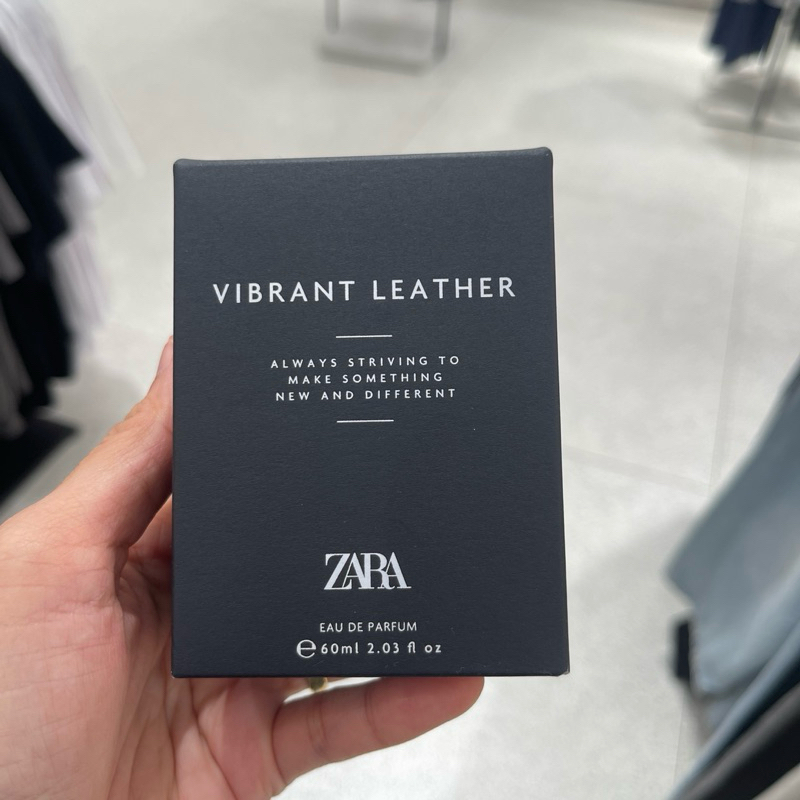 VIBRANT LEATHER
ALWAYS STRIVING TO
MAKE SOMETHING
NEW AND DIFFERENT
ZARA
EAU DE PARFUM
℮60ml 2.03 fl oz